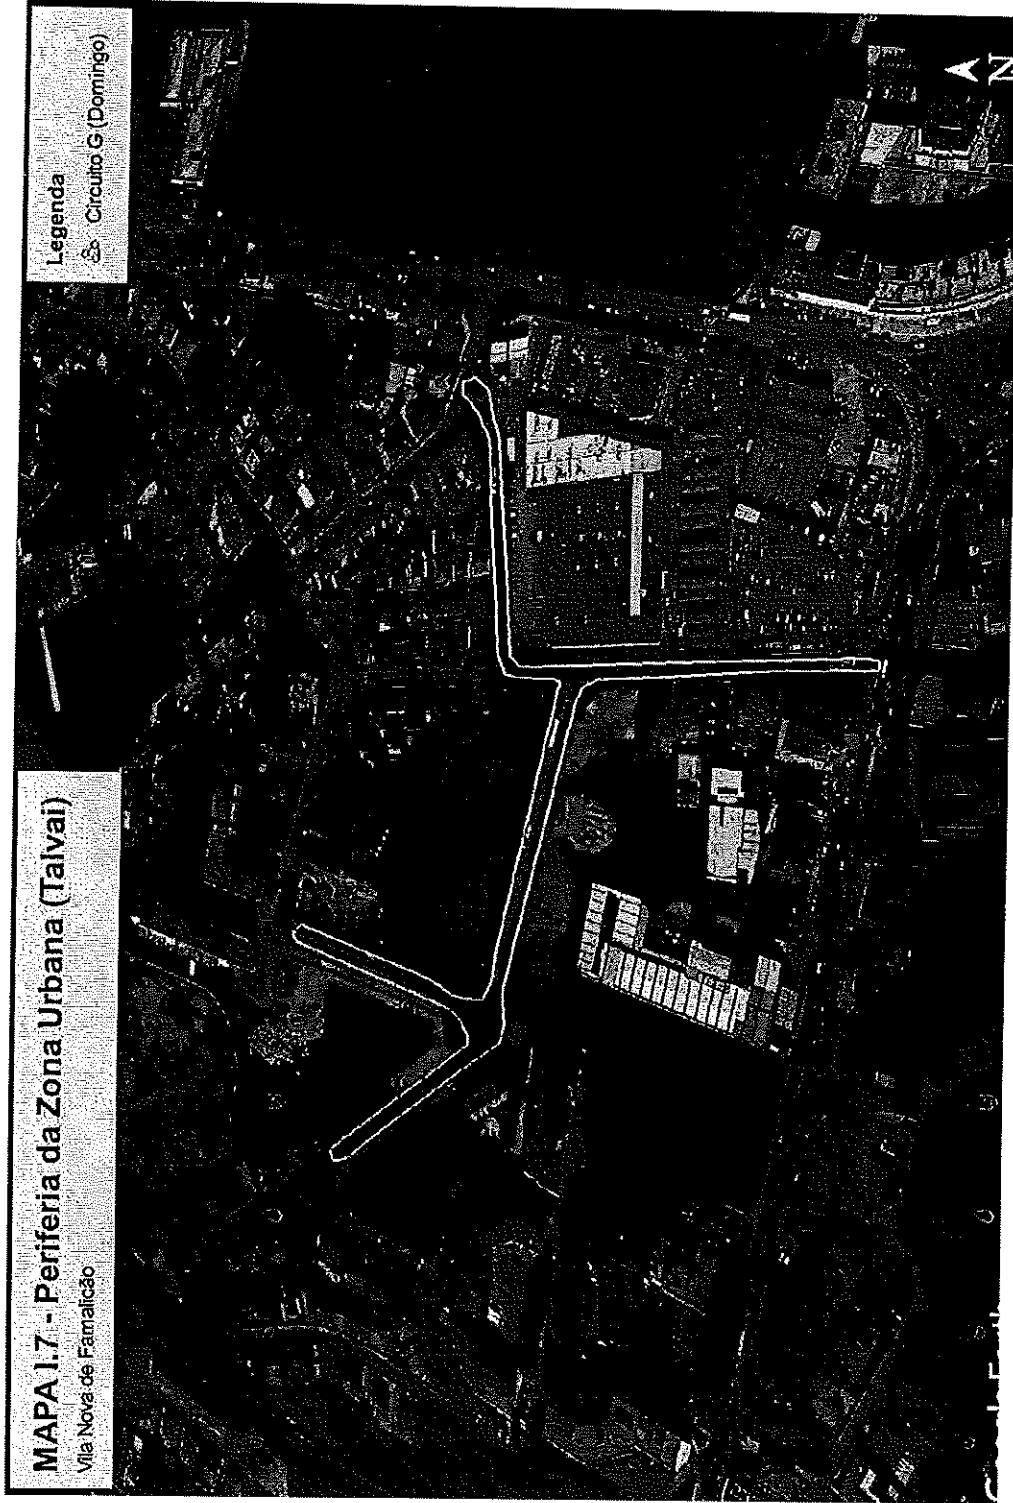 MAPA I.7 - Periferia da Zona Urbana (Talvai)
Vila Nova de Famalicão
Legenda
Circuito G (Domingo)
N